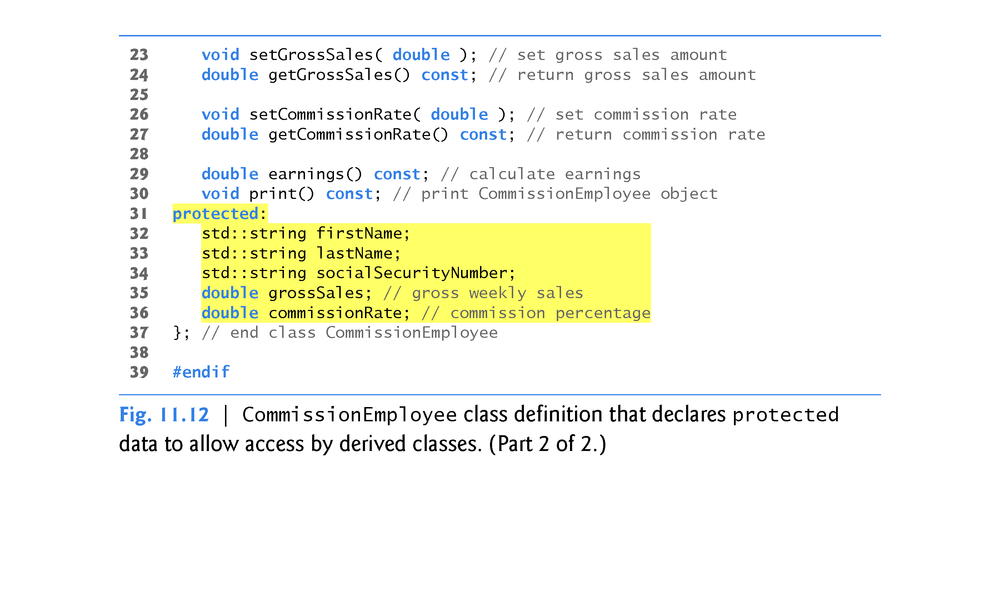 23 void setGrossSales( double ); // set gross sales amount
24 double getGrossSales() const; // return gross sales amount
25
26 void setCommissionRate( double ); // set commission rate
27 double getCommissionRate() const; // return commission rate
28
29 double earnings() const; // calculate earnings
30 void print() const; // print CommissionEmployee object
31 protected:
32 std::string firstName;
33 std::string lastName;
34 std::string socialSecurityNumber;
35 double grossSales; // gross weekly sales
36 double commissionRate; // commission percentage
37 }; // end class CommissionEmployee
38
39 #endif
Fig. 11.12 | CommissionEmployee class definition that declares protected
data to allow access by derived classes. (Part 2 of 2.)